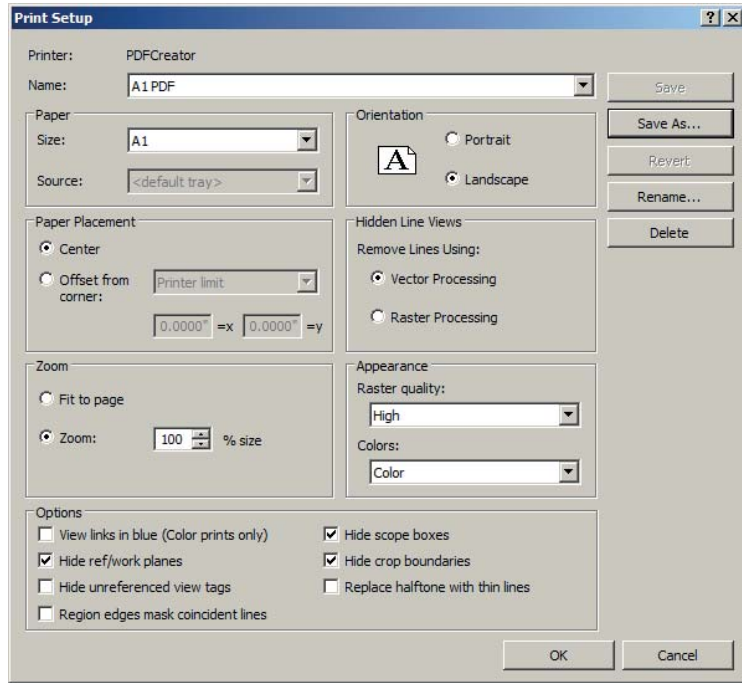 Print Setup
Printer: PDFCreator
Name: A1 PDF
Save
Save As...
Revert
Rename...
Delete
Paper
Size: A1
Source: <default tray>
Orientation
A
Portrait
Landscape
Paper Placement
Center
Offset from corner: Printer limit
0.0000" =x 0.0000" =y
Hidden Line Views
Remove Lines Using:
Vector Processing
Raster Processing
Zoom
Fit to page
Zoom: 100 % size
Appearance
Raster quality:
High
Colors:
Color
Options
View links in blue (Color prints only)
Hide ref/work planes
Hide unreferenced view tags
Region edges mask coincident lines
Hide scope boxes
Hide crop boundaries
Replace halftone with thin lines
OK
Cancel